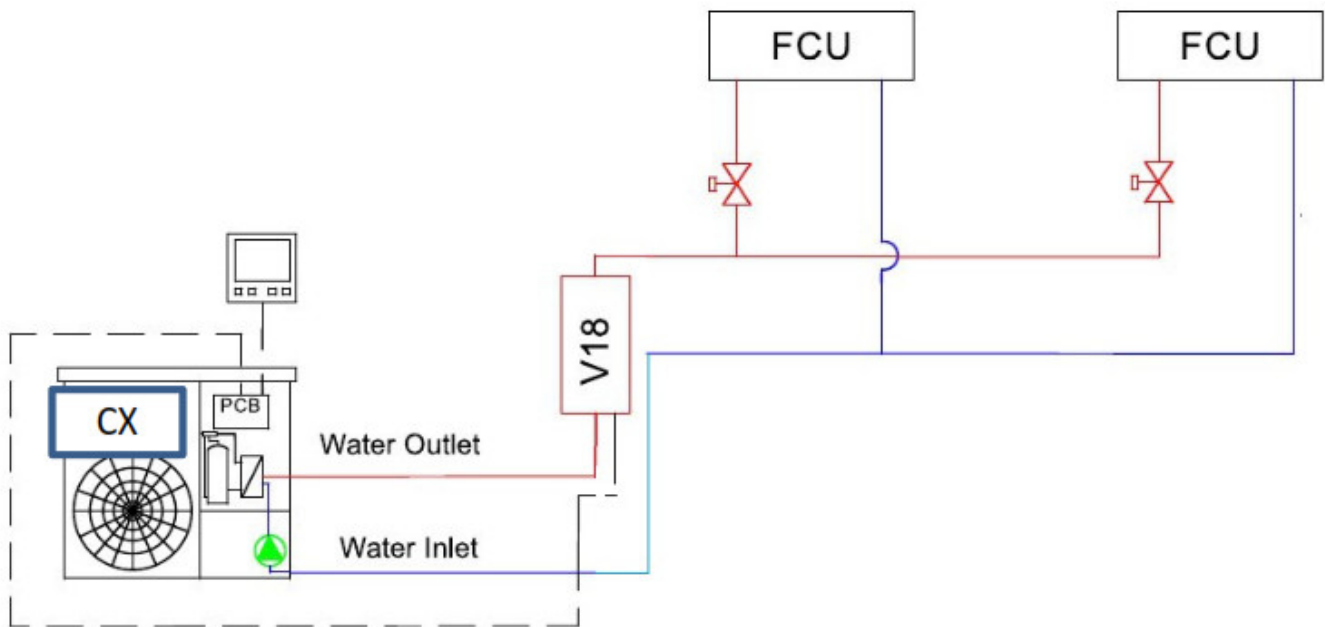 FCU
FCU
V18
CX
PCB
Water Outlet
Water Inlet